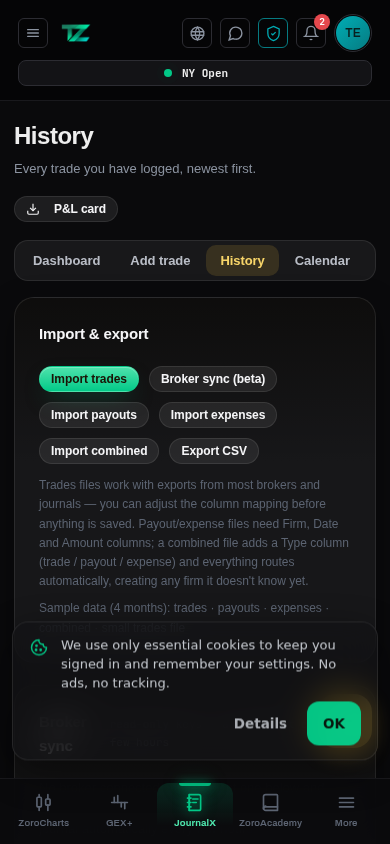 TZ
2
TE
NY Open
History
Every trade you have logged, newest first.
P&L card
Dashboard Add trade History Calendar
Import & export
Import trades Broker sync (beta)
Import payouts Import expenses
Import combined Export CSV
Trades files work with exports from most brokers and
journals — you can adjust the column mapping before
anything is saved. Payout/expense files need Firm, Date
and Amount columns; a combined file adds a Type column
(trade / payout / expense) and everything routes
automatically, creating any firm it doesn't know yet.
Sample data (4 months): trades · payouts · expenses ·
We use only essential cookies to keep you
signed in and remember your settings. No
ads, no tracking.
Details OK
sync
ZoroCharts GEX+ JournalX ZoroAcademy More